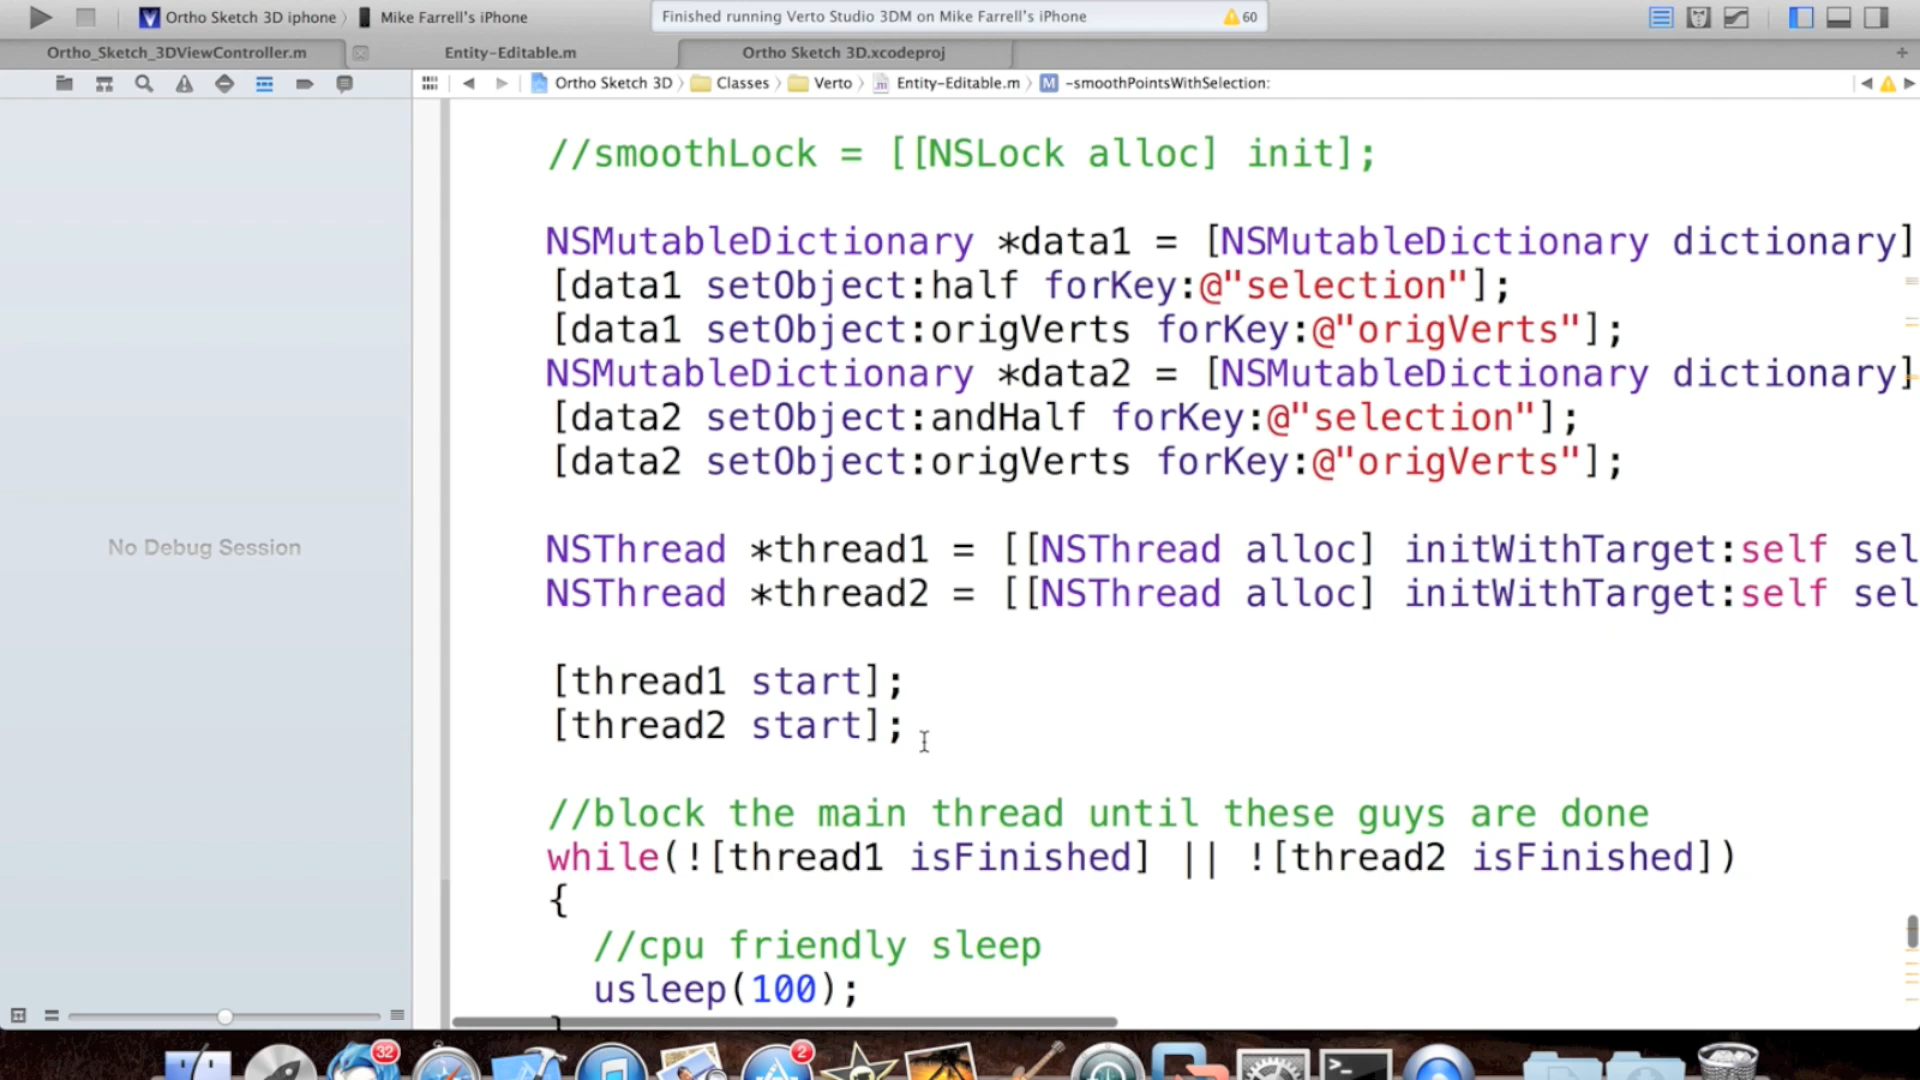 Ortho Sketch 3D iphone
Mike Farrell's iPhone
Finished running Verto Studio 3DM on Mike Farrell's iPhone
60
Ortho_Sketch_3DViewController.m
Entity-Editable.m
Ortho Sketch 3D.xcodeproj
Ortho Sketch 3D
Classes
Verto
Entity-Editable.m
M
-smoothPointsWithSelection:
//smoothLock = [[NSLock alloc] init];
NSMutableDictionary *data1 = [NSMutableDictionary dictionary]
[data1 setObject:half forKey:@"selection"];
[data1 setObject:origVerts forKey:@"origVerts"];
NSMutableDictionary *data2 = [NSMutableDictionary dictionary]
[data2 setObject:andHalf forKey:@"selection"];
[data2 setObject:origVerts forKey:@"origVerts"];
No Debug Session
NSThread *thread1 = [[NSThread alloc] initWithTarget:self sel
NSThread *thread2 = [[NSThread alloc] initWithTarget:self sel
[thread1 start];
[thread2 start];
//block the main thread until these guys are done
while(![thread1 isFinished] || ![thread2 isFinished])
{
//cpu friendly sleep
usleep(100);
}
32
2